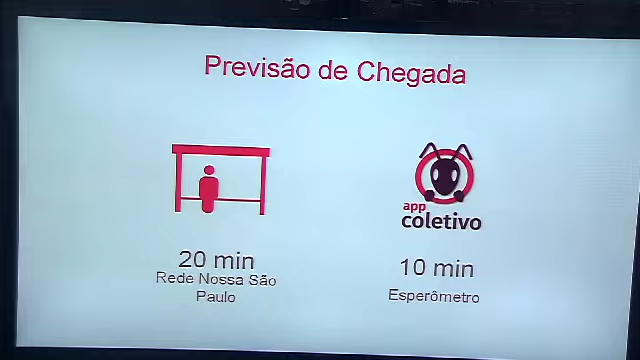 Previsão de Chegada
app
coletivo
20 min
Rede Nossa São
Paulo
10 min
Esperômetro